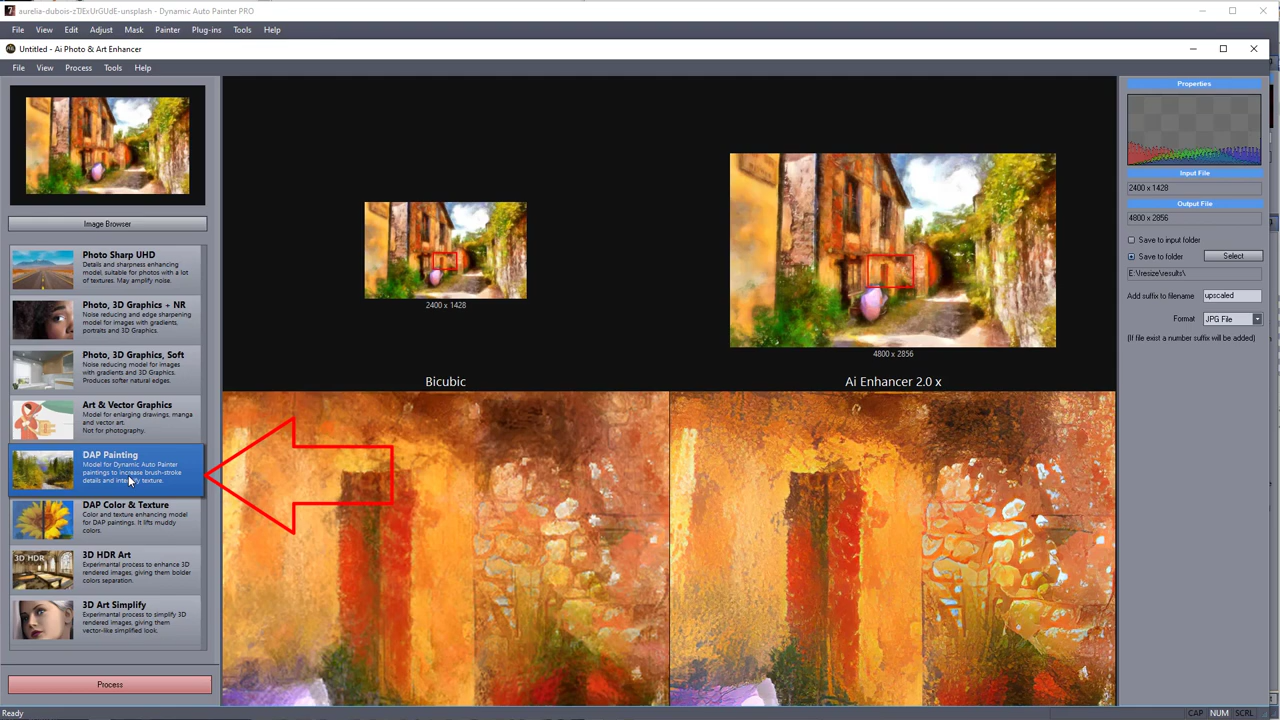 aurelia-dubois-zTJExUrGUdE-unsplash - Dynamic Auto Painter PRO
File View Edit Adjust Mask Painter Plug-ins Tools Help
Untitled - Ai Photo & Art Enhancer
File View Process Tools Help
Image Browser
Photo Sharp UHD
Details and sharpness enhancing
model, suitable for photos with a lot
of textures. May amplify noise.
Photo, 3D Graphics + NR
Noise reducing and edge sharpening
model for images with gradients,
portraits and 3D Graphics.
Photo, 3D Graphics, Soft
Noise reducing model for images
with gradients and 3D Graphics.
Produces softer natural edges.
Art & Vector Graphics
Model for enlarging drawings, manga
and vector art.
Not for photography.
DAP Painting
Model for Dynamic Auto Painter
paintings to increase brush-stroke
details and intensify texture.
DAP Color & Texture
Color and texture enhancing model
for DAP paintings. It lifts muddy
colors.
3D HDR
3D HDR Art
Experimental process to enhance 3D
rendered images, giving them bolder
colors separation.
3D Art Simplify
Experimental process to simplify 3D
rendered images, giving them
vector-like simplified look.
Process
Ready
2400 x 1428
4800 x 2856
Bicubic
Ai Enhancer 2.0 x
Properties
Input File
2400 x 1428
Output File
4800 x 2856
Save to input folder
Save to folder
Select
E:\!resize\results\
Add suffix to filename upscaled
Format JPG File
(If file exist a number suffix will be added)
CAP NUM SCRL